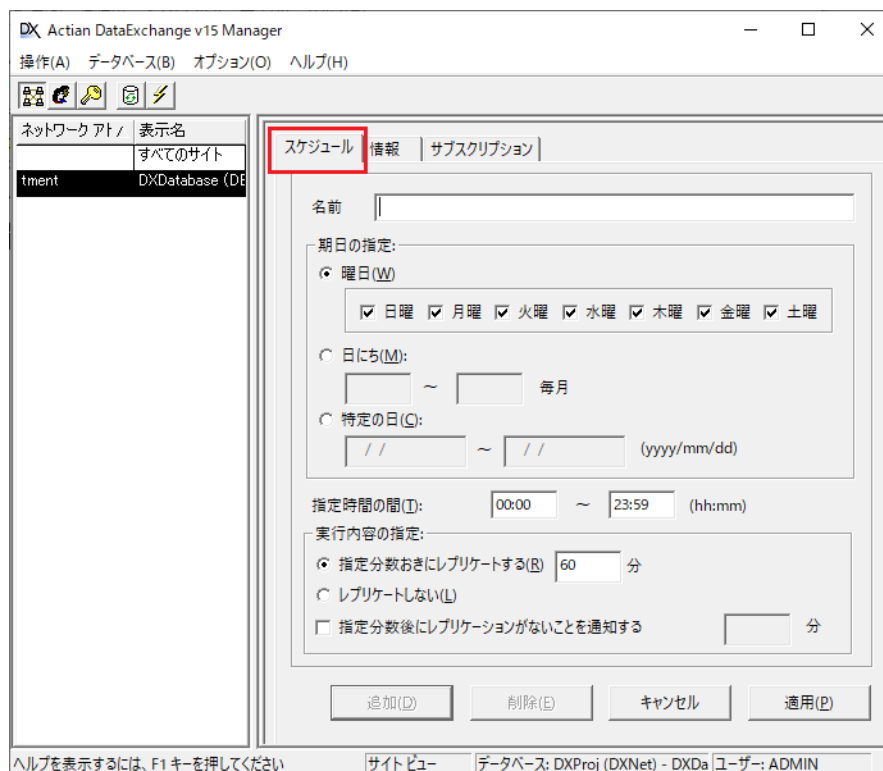 DX Actian DataExchange v15 Manager
操作(A) データベース(B) オプション(O) ヘルプ(H)
ネットワーク アト 表示名
すべてのサイト
tment DXDatabase (DE
スケジュール 情報 サブスクリプション
名前
期日の指定:
曜日(W)
日曜 月曜 火曜 水曜 木曜 金曜 土曜
日にち(M):
～ 毎月
特定の日(C):
/ / ～ / / (yyyy/mm/dd)
指定時間の間(T): 00:00 ～ 23:59 (hh:mm)
実行内容の指定:
指定分数おきにレプリケートする(R) 60 分
レプリケートしない(L)
指定分数後にレプリケーションがないことを通知する 分
追加(D) 削除(E) キャンセル 適用(P)
ヘルプを表示するには、F1 キーを押してください サイト ビュー データベース: DXProj (DXNet) - DXDa ユーザー: ADMIN